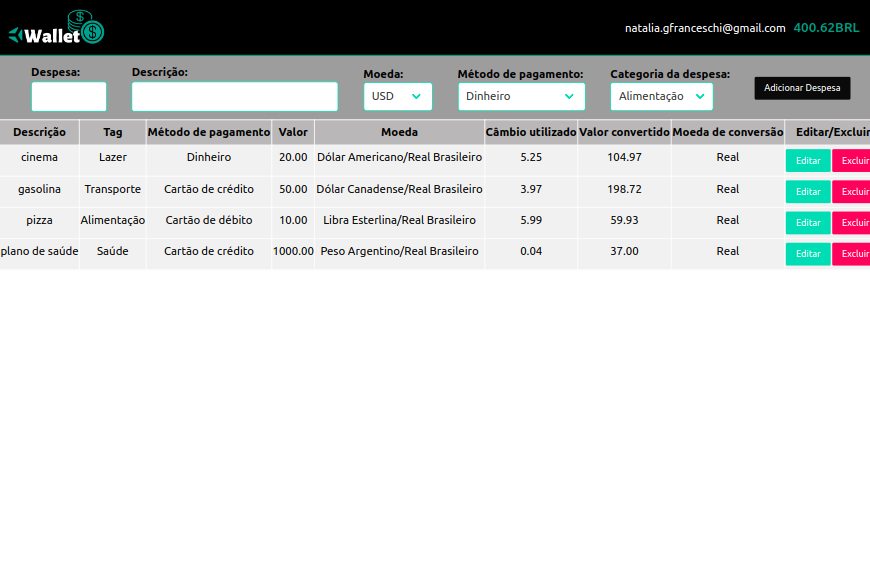 Wallet
natalia.gfranceschi@gmail.com 400.62BRL
Despesa: Descrição: Moeda: Método de pagamento: Categoria da despesa:
USD Dinheiro Alimentação Adicionar Despesa
Descrição Tag Método de pagamento Valor Moeda Câmbio utilizado Valor convertido Moeda de conversão Editar/Excluir
cinema Lazer Dinheiro 20.00 Dólar Americano/Real Brasileiro 5.25 104.97 Real Editar Excluir
gasolina Transporte Cartão de crédito 50.00 Dólar Canadense/Real Brasileiro 3.97 198.72 Real Editar Excluir
pizza Alimentação Cartão de débito 10.00 Libra Esterlina/Real Brasileiro 5.99 59.93 Real Editar Excluir
plano de saúde Saúde Cartão de crédito 1000.00 Peso Argentino/Real Brasileiro 0.04 37.00 Real Editar Excluir